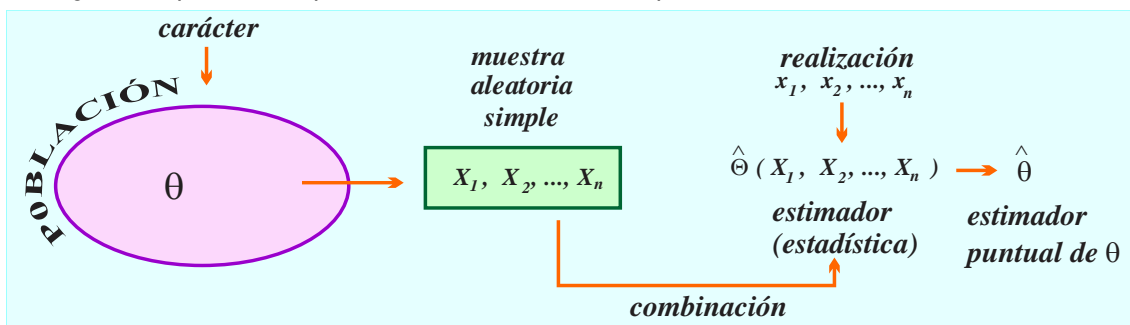 carácter
POBLACIÓN
θ
muestra
aleatoria
simple
X₁, X₂, ..., Xₙ
realización
x₁, x₂, ..., xₙ
Θ̂ ( X₁, X₂, ..., Xₙ )
θ̂
estimador
(estadística)
estimador
puntual de θ
combinación